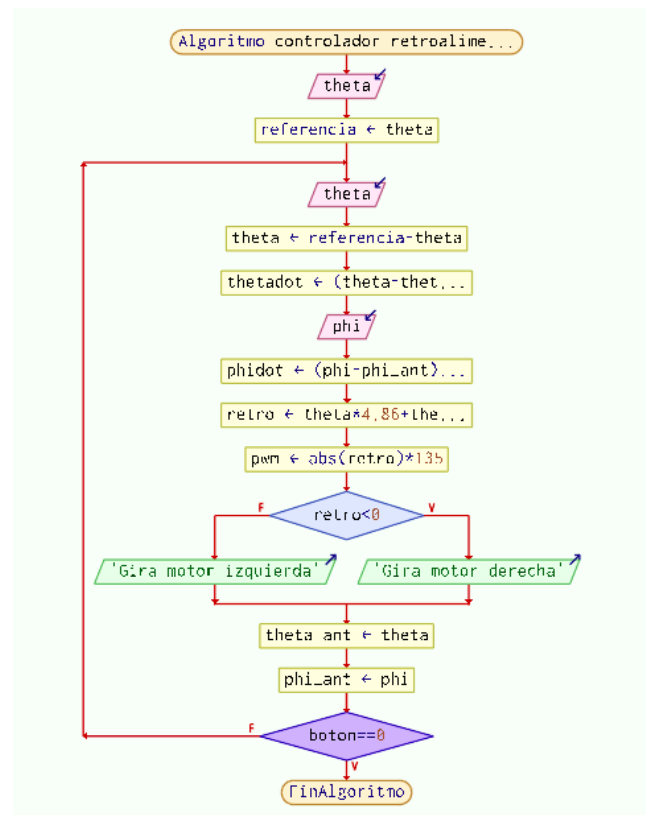 Algoritmo controlador retroalime...
theta
referencia ← theta
theta
theta ← referencia-theta
thetadot ← (theta-thet...
phi
phidot ← (phi-phi_ant)...
retro ← theta*4.86+the...
pwm ← abs(retro)*135
F
retro<0
V
'Gira motor izquierda'
'Gira motor derecha'
theta_ant ← theta
phi_ant ← phi
F
boton==0
V
FinAlgoritmo